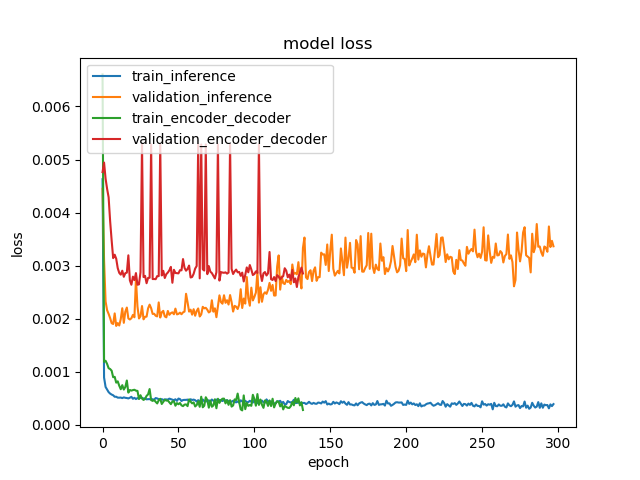 model loss
train_inference
validation_inference
train_encoder_decoder
validation_encoder_decoder
loss
0.006
0.005
0.004
0.003
0.002
0.001
0.000
0 50 100 150 200 250 300
epoch